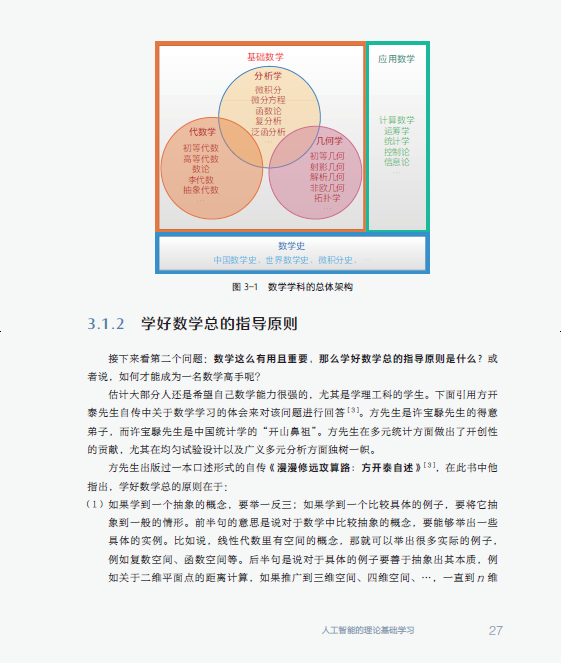 基础数学
分析学
微积分
微分方程
函数论
复分析
泛函分析
…
代数学
初等代数
高等代数
数论
李代数
抽象代数
…
几何学
初等几何
射影几何
解析几何
非欧几何
拓扑学
…
应用数学
计算数学
运筹学
统计学
控制论
信息论
…
数学史
中国数学史、世界数学史、微积分史、…
图 3-1 数学学科的总体架构
3.1.2 学好数学总的指导原则
接下来看第二个问题：数学这么有用且重要，那么学好数学总的指导原则是什么？或
者说，如何才能成为一名数学高手呢？
估计大部分人还是希望自己数学能力很强的，尤其是学理工科的学生。下面引用方开
泰先生自传中关于数学学习的体会来对该问题进行回答[3]。方先生是许宝騄先生的得意
弟子，而许宝騄先生是中国统计学的“开山鼻祖”。方先生在多元统计方面做出了开创性
的贡献，尤其在均匀试验设计以及广义多元分析方面独树一帜。
方先生出版过一本口述形式的自传《漫漫修远攻算路：方开泰自述》[3]，在此书中他
指出，学好数学总的原则在于：
（1）如果学到一个抽象的概念，要举一反三；如果学到一个比较具体的例子，要将它抽
象到一般的情形。前半句的意思是说对于数学中比较抽象的概念，要能够举出一些
具体的实例。比如说，线性代数里有空间的概念，那就可以举出很多实际的例子，
例如复数空间、函数空间等。后半句是说对于具体的例子要善于抽象出其本质，例
如关于二维平面点的距离计算，如果推广到三维空间、四维空间、…，一直到 n 维
人工智能的理论基础学习 27